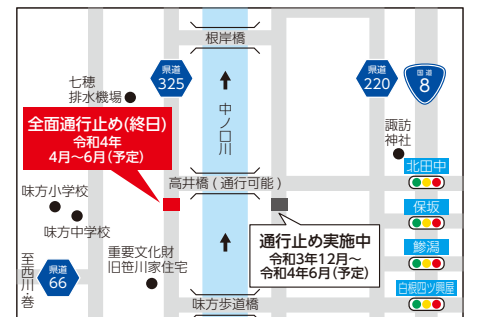 根岸橋
県道
325
県道
220
国道
8
七穂
排水機場
中ノ口川
諏訪
神社
全面通行止め(終日)
令和4年
4月～6月(予定)
北田中
高井橋(通行可能)
味方小学校
保坂
味方中学校
通行止め実施中
令和3年12月～
令和4年6月(予定)
鯵潟
重要文化財
旧笹川家住宅
至西川・巻
県道
66
白根四ツ興屋
味方歩道橋